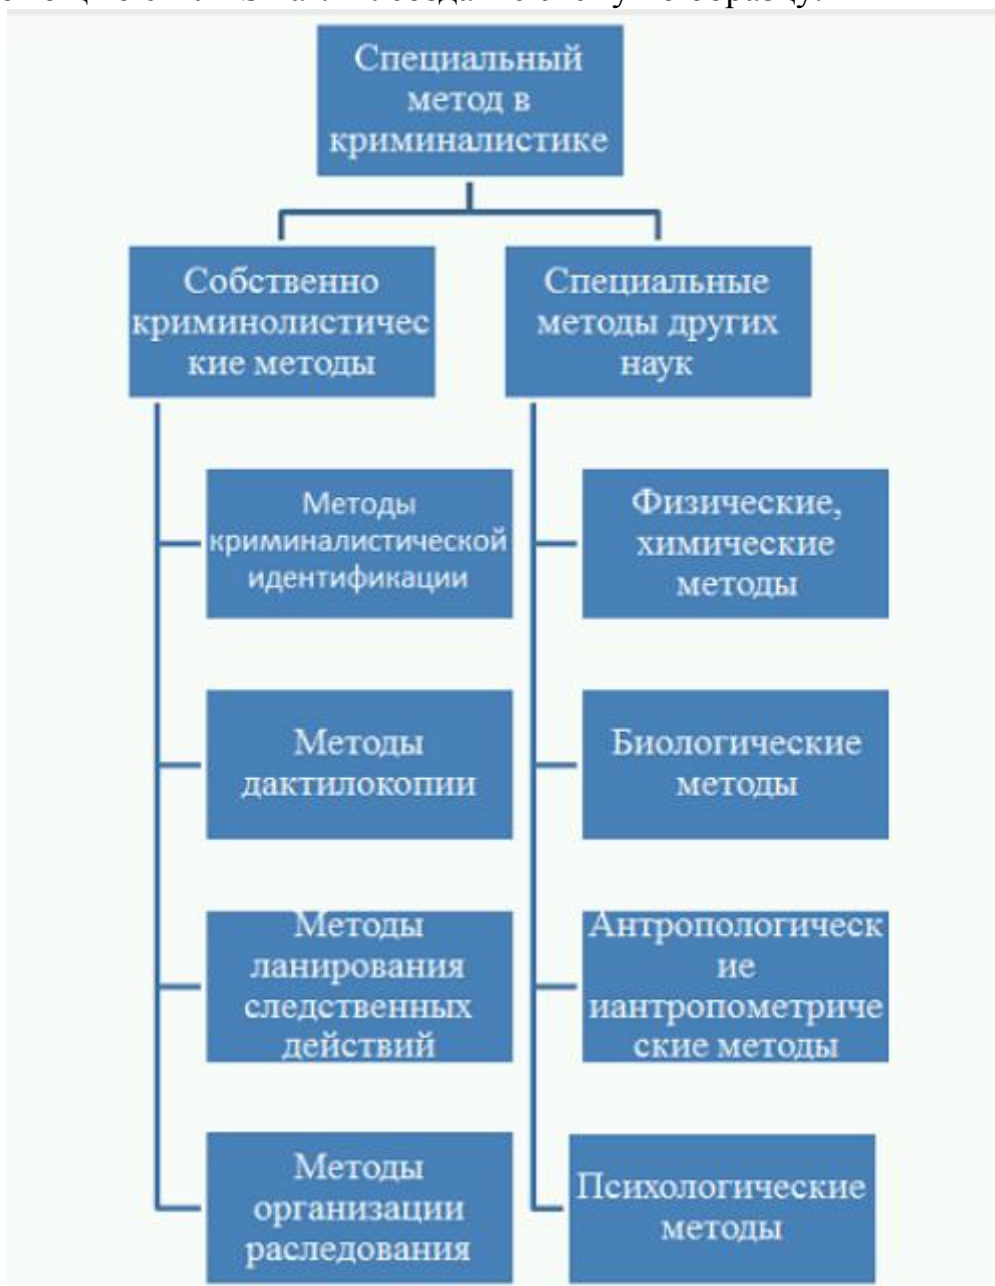 Специальный
метод в
криминалистике
Собственно
криминолистичес
кие методы
Методы
криминалистической
идентификации
Методы
дактилокопии
Методы
ланирования
следственных
действий
Методы
организации
раследования
Специальные
методы других
наук
Физические,
химические
методы
Биологические
методы
Антропологическ
ие
иантропометриче
ские методы
Психологические
методы